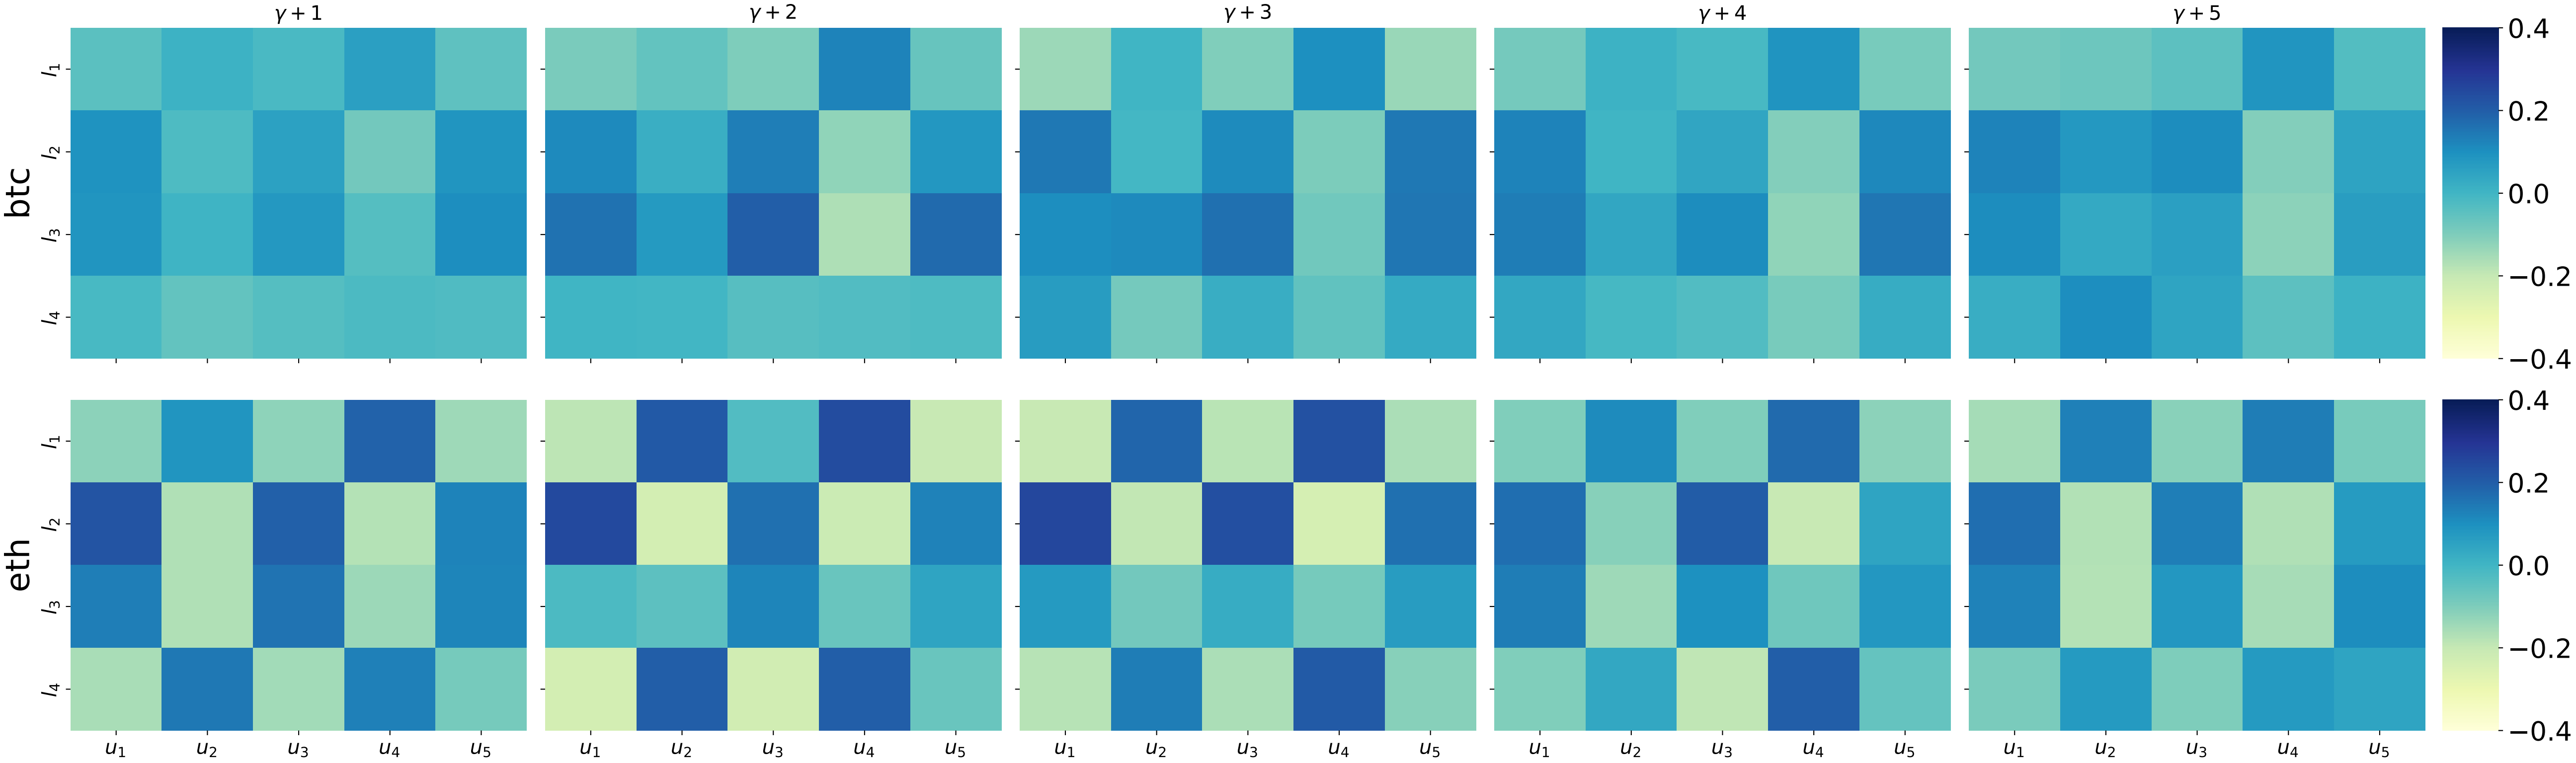 γ + 1 γ + 2 γ + 3 γ + 4 γ + 5
btc
l₁
l₂
l₃
l₄
0.4
0.2
0.0
−0.2
−0.4
eth
l₁
l₂
l₃
l₄
0.4
0.2
0.0
−0.2
−0.4
u₁ u₂ u₃ u₄ u₅ u₁ u₂ u₃ u₄ u₅ u₁ u₂ u₃ u₄ u₅ u₁ u₂ u₃ u₄ u₅ u₁ u₂ u₃ u₄ u₅